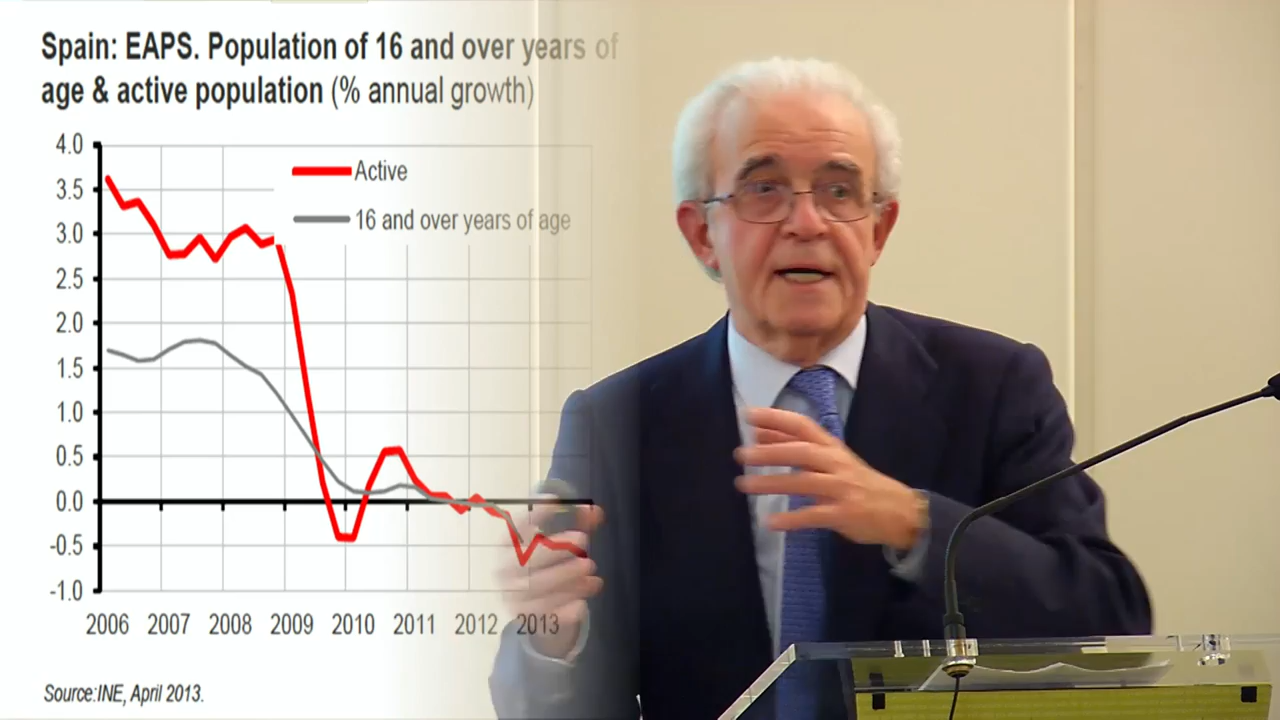 Spain: EAPS. Population of 16 and over years of
age & active population (% annual growth)
4.0
Active
3.5
16 and over years of age
3.0
2.5
2.0
1.5
1.0
0.5
0.0
-0.5
-1.0
2006 2007 2008 2009 2010 2011 2012 2013
Source:INE, April 2013.